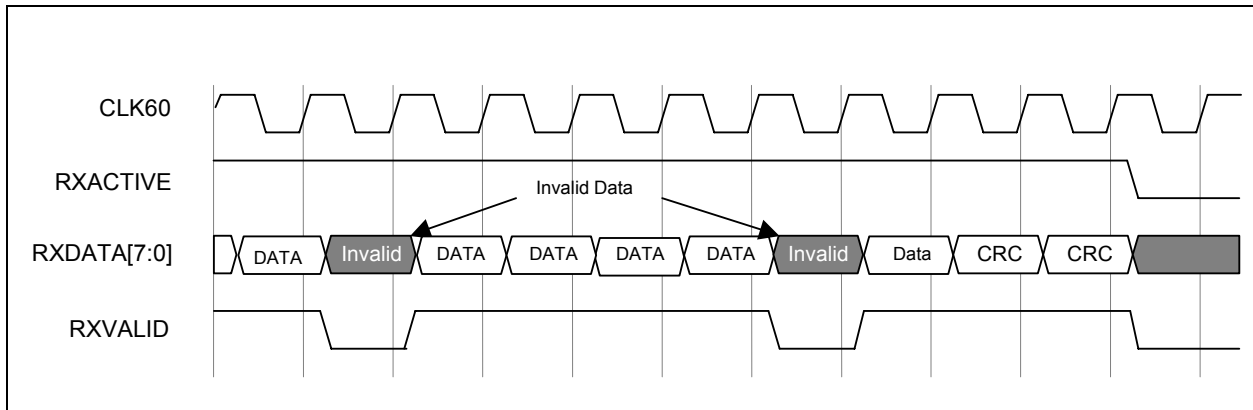 CLK60
RXACTIVE
Invalid Data
RXDATA[7:0] DATA Invalid DATA DATA DATA DATA Invalid Data CRC CRC
RXVALID